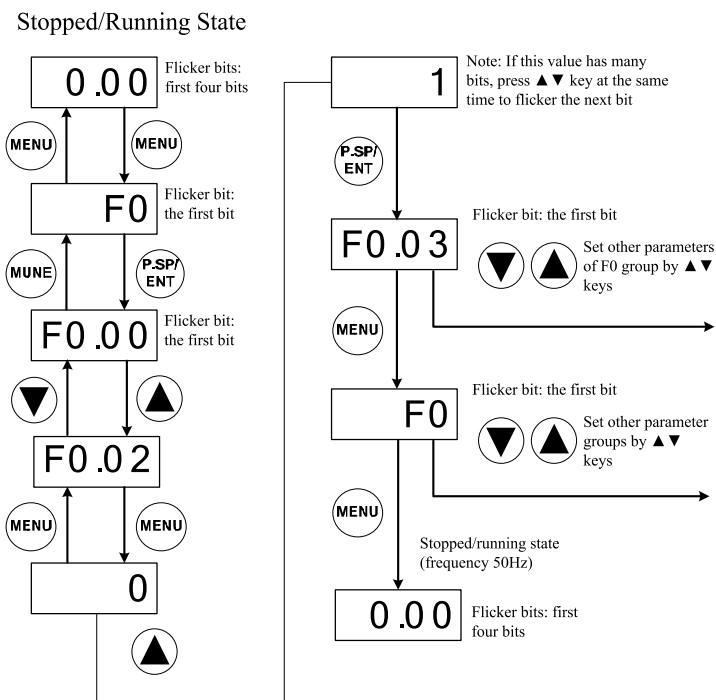 Stopped/Running State
0.00
Flicker bits:
first four bits
MENU
MENU
F0
Flicker bit:
the first bit
MUNE
P.SP/
ENT
F0.00
Flicker bit:
the first bit
▼
▲
F0.02
MENU
MENU
0
▲
1
Note: If this value has many
bits, press ▲▼ key at the same
time to flicker the next bit
P.SP/
ENT
F0.03
Flicker bit: the first bit
▼ ▲
Set other parameters
of F0 group by ▲▼
keys
MENU
F0
Flicker bit: the first bit
▼ ▲
Set other parameter
groups by ▲▼
keys
MENU
Stopped/running state
(frequency 50Hz)
0.00
Flicker bits: first
four bits